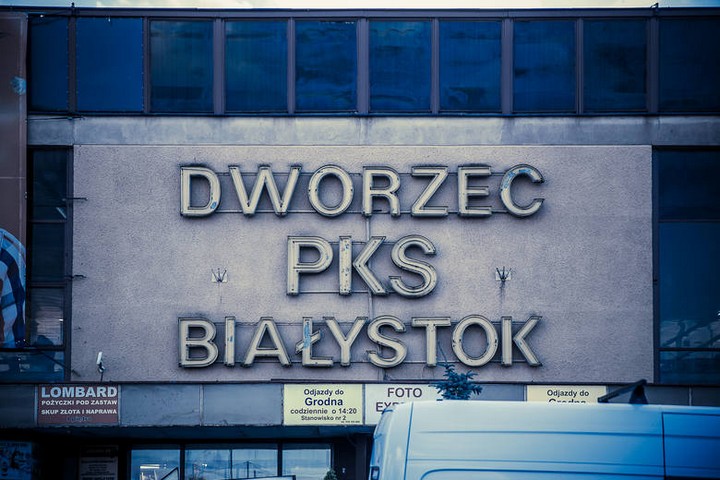 DWORZEC
PKS
BIAŁYSTOK
LOMBARD
POŻYCZKI POD ZASTAW
SKUP ZŁOTA I NAPRAWA
Odjazdy do
Grodna
codziennie o 14:20
Stanowisko nr 2
FOTO
Odjazdy do
Grodna